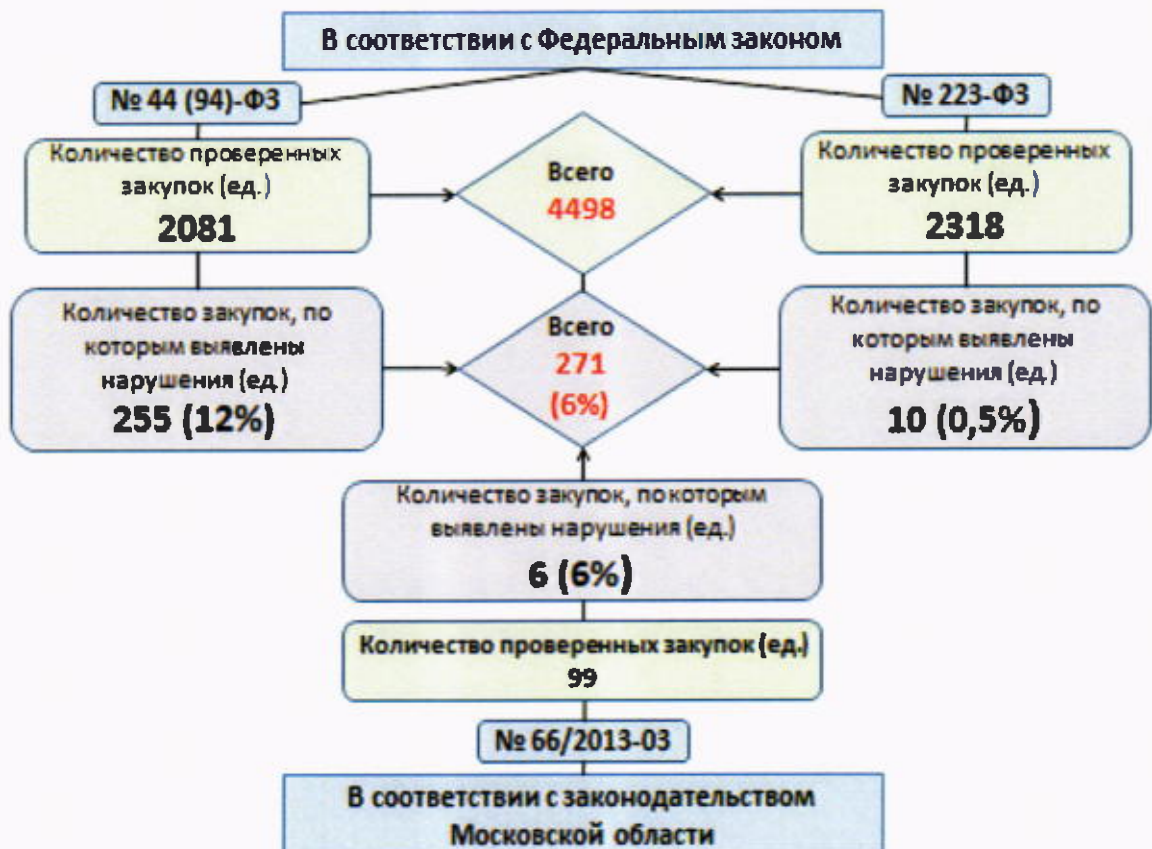 В соответствии с Федеральным законом
№ 44 (94)-ФЗ
№ 223-ФЗ
Количество проверенных
закупок (ед.)
2081
Всего
4498
Количество проверенных
закупок (ед.)
2318
Количество закупок, по
которым выявлены
нарушения (ед.)
255 (12%)
Всего
271
(6%)
Количество закупок, по
которым выявлены
нарушения (ед.)
10 (0,5%)
Количество закупок, по которым
выявлены нарушения (ед.)
6 (6%)
Количество проверенных закупок (ед.)
99
№ 66/2013-ОЗ
В соответствии с законодательством
Московской области